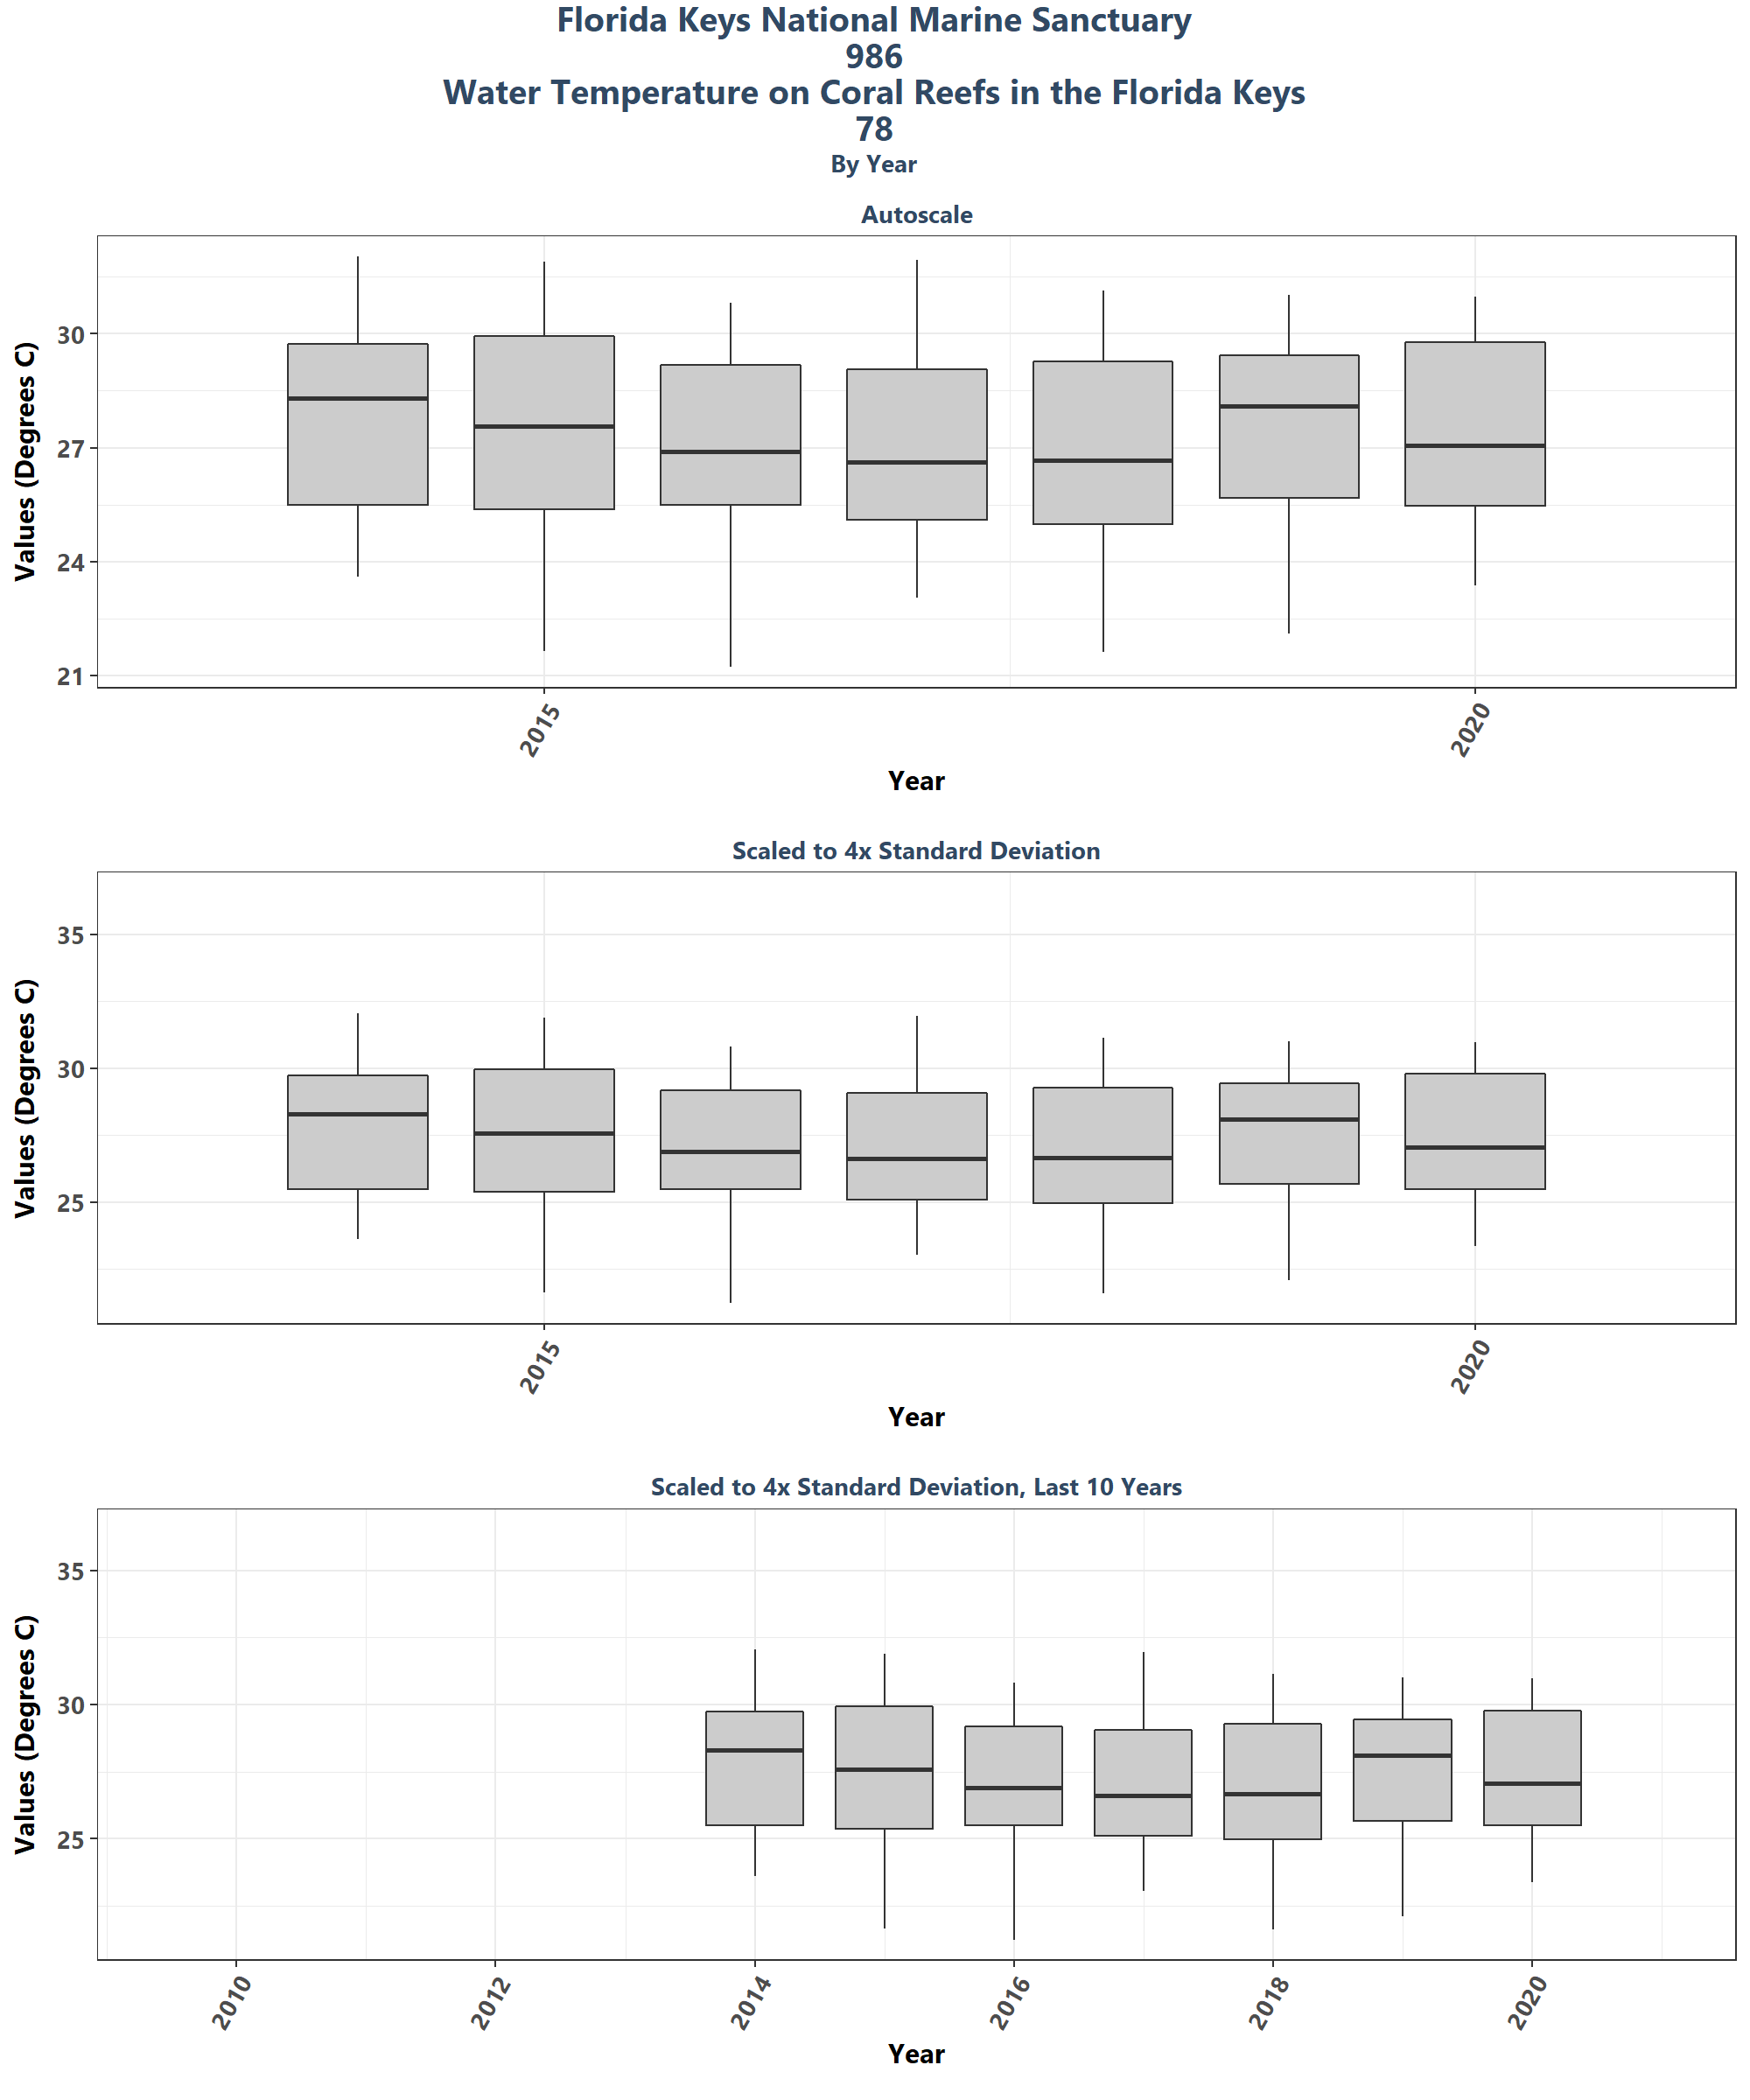 Florida Keys National Marine Sanctuary
986
Water Temperature on Coral Reefs in the Florida Keys
78
By Year
Autoscale
Values (Degrees C)
30
27
24
21
2015
2020
Year
Scaled to 4x Standard Deviation
Values (Degrees C)
35
30
25
2015
2020
Year
Scaled to 4x Standard Deviation, Last 10 Years
Values (Degrees C)
35
30
25
2010
2012
2014
2016
2018
2020
Year